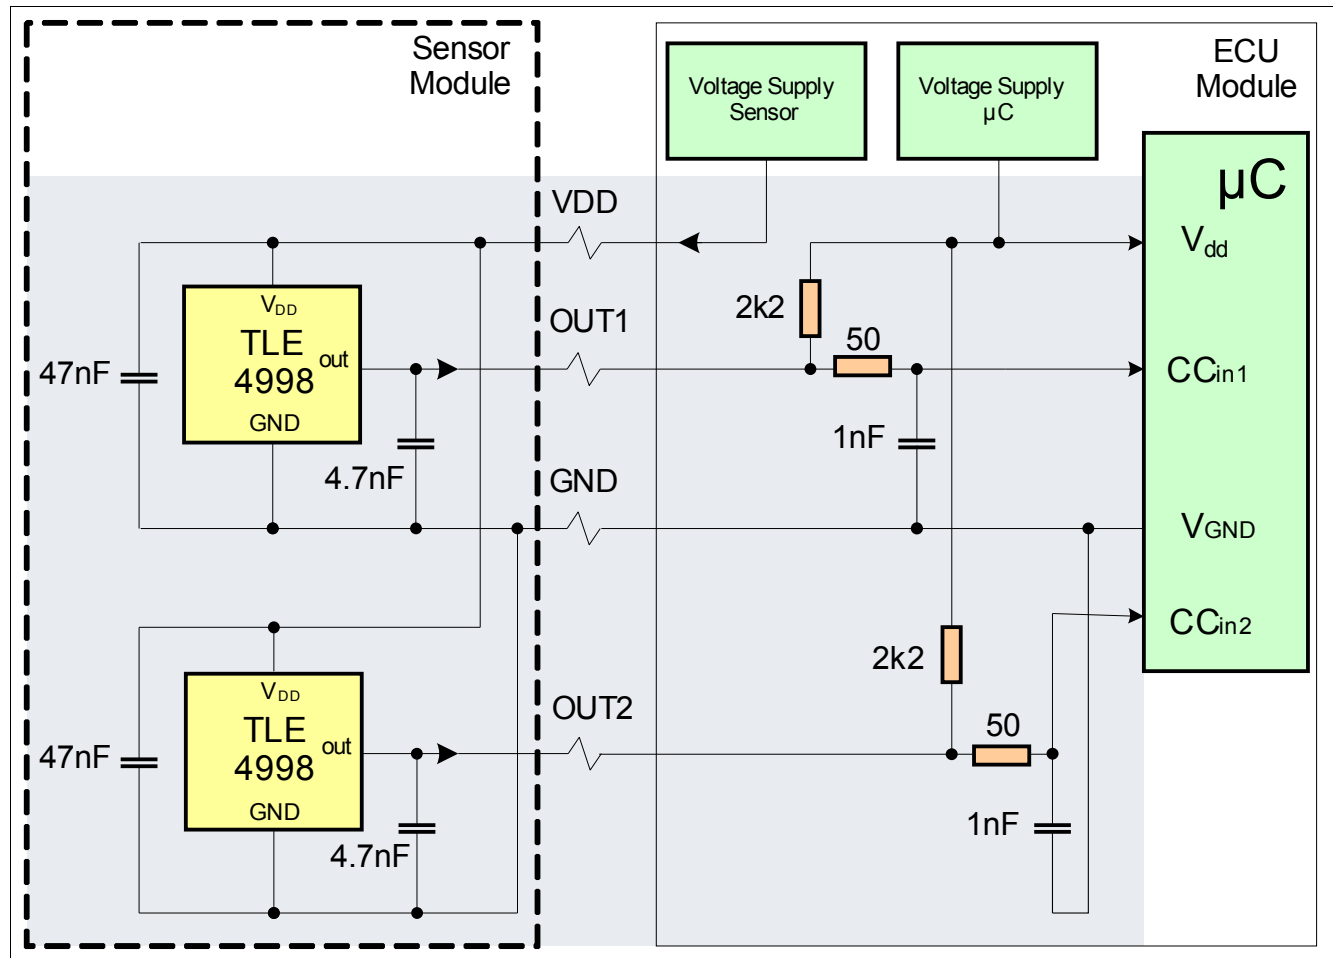 Sensor
Module
Voltage Supply
Sensor
Voltage Supply
µC
ECU
Module
µC
VDD
Vdd
VDD
TLE
4998
out
GND
47nF
4.7nF
OUT1
2k2
50
CCin1
1nF
GND
VGND
CCin2
2k2
VDD
TLE
4998
out
GND
47nF
4.7nF
OUT2
50
1nF